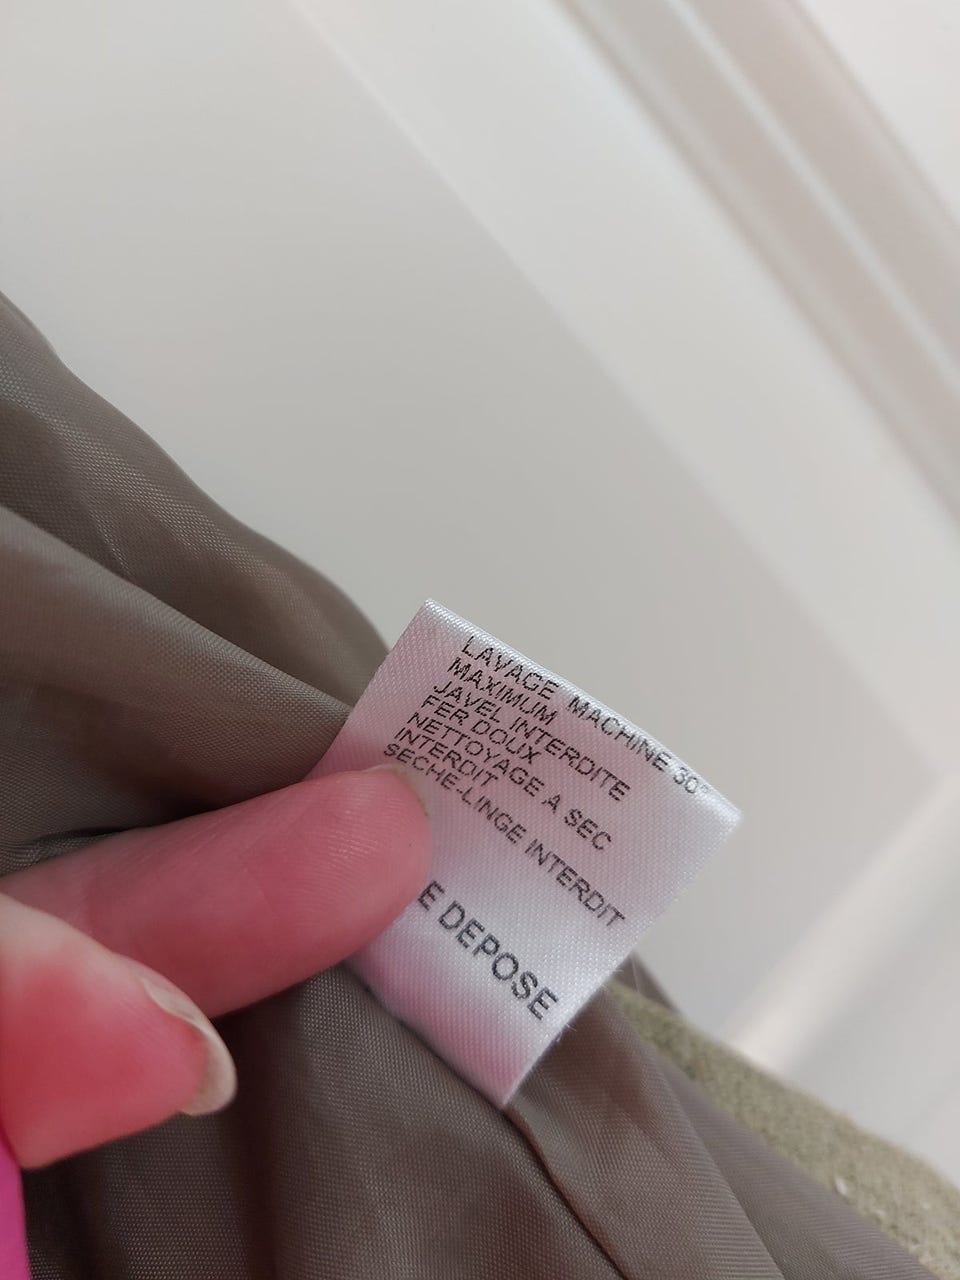 LAVAGE MACHINE 30°
MAXIMUM
JAVEL INTERDITE
FER DOUX
NETTOYAGE A SEC
INTERDIT
SECHE-LINGE INTERDIT
E DEPOSE